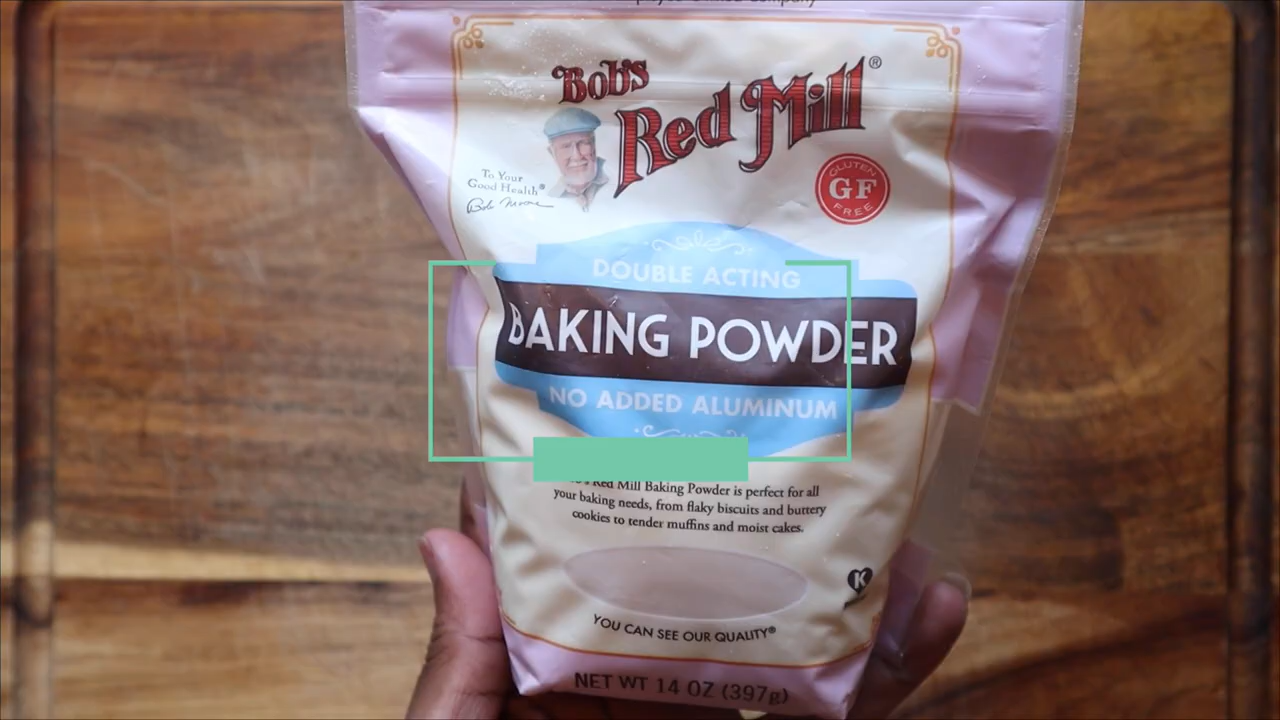 Bob's
Red Mill®
To Your
Good Health®
Bob Moore
GLUTEN
GF
FREE
DOUBLE ACTING
BAKING POWDER
NO ADDED ALUMINUM
Red Mill Baking Powder is perfect for all
your baking needs, from flaky biscuits and buttery
cookies to tender muffins and moist cakes.
K
YOU CAN SEE OUR QUALITY®
NET WT 14 OZ (397g)